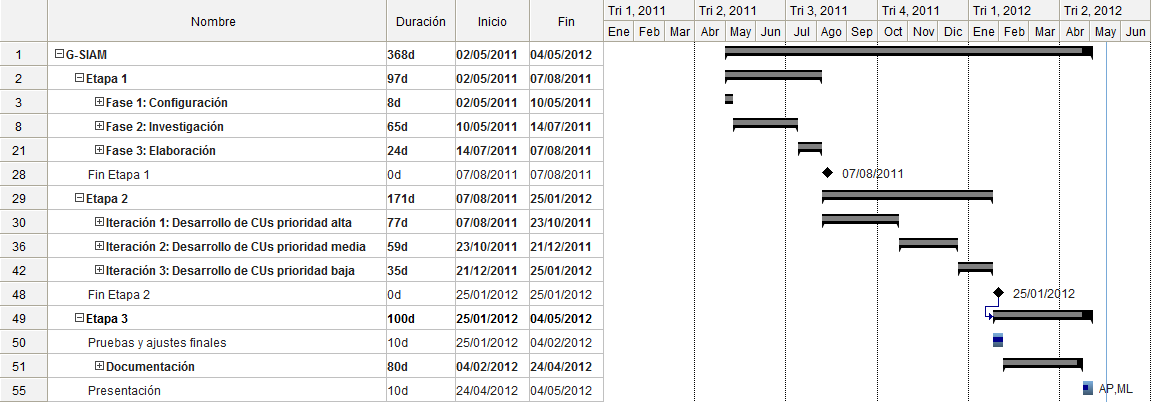 Nombre Duración Inicio Fin Tri 1, 2011 Tri 2, 2011 Tri 3, 2011 Tri 4, 2011 Tri 1, 2012 Tri 2, 2012
Ene Feb Mar Abr May Jun Jul Ago Sep Oct Nov Dic Ene Feb Mar Abr May Jun
1 G-SIAM 368d 02/05/2011 04/05/2012
2 Etapa 1 97d 02/05/2011 07/08/2011
3 Fase 1: Configuración 8d 02/05/2011 10/05/2011
8 Fase 2: Investigación 65d 10/05/2011 14/07/2011
21 Fase 3: Elaboración 24d 14/07/2011 07/08/2011
28 Fin Etapa 1 0d 07/08/2011 07/08/2011 07/08/2011
29 Etapa 2 171d 07/08/2011 25/01/2012
30 Iteración 1: Desarrollo de CUs prioridad alta 77d 07/08/2011 23/10/2011
36 Iteración 2: Desarrollo de CUs prioridad media 59d 23/10/2011 21/12/2011
42 Iteración 3: Desarrollo de CUs prioridad baja 35d 21/12/2011 25/01/2012
48 Fin Etapa 2 0d 25/01/2012 25/01/2012 25/01/2012
49 Etapa 3 100d 25/01/2012 04/05/2012
50 Pruebas y ajustes finales 10d 25/01/2012 04/02/2012
51 Documentación 80d 04/02/2012 24/04/2012
55 Presentación 10d 24/04/2012 04/05/2012 AP,ML